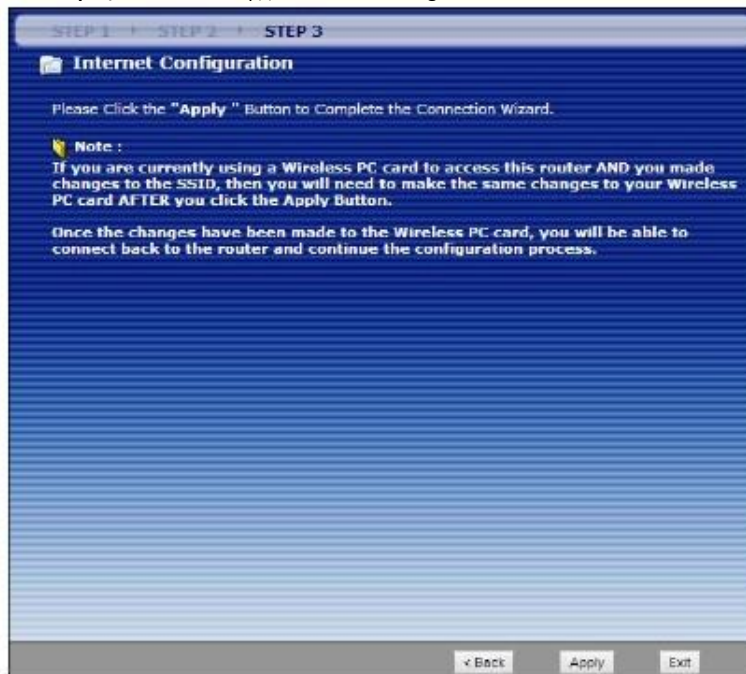 STEP 1 STEP 2 STEP 3
Internet Configuration
Please Click the "Apply " Button to Complete the Connection Wizard.
Note :
If you are currently using a Wireless PC card to access this router AND you made
changes to the SSID, then you will need to make the same changes to your Wireless
PC card AFTER you click the Apply Button.
Once the changes have been made to the Wireless PC card, you will be able to
connect back to the router and continue the configuration process.
< Back Apply Exit